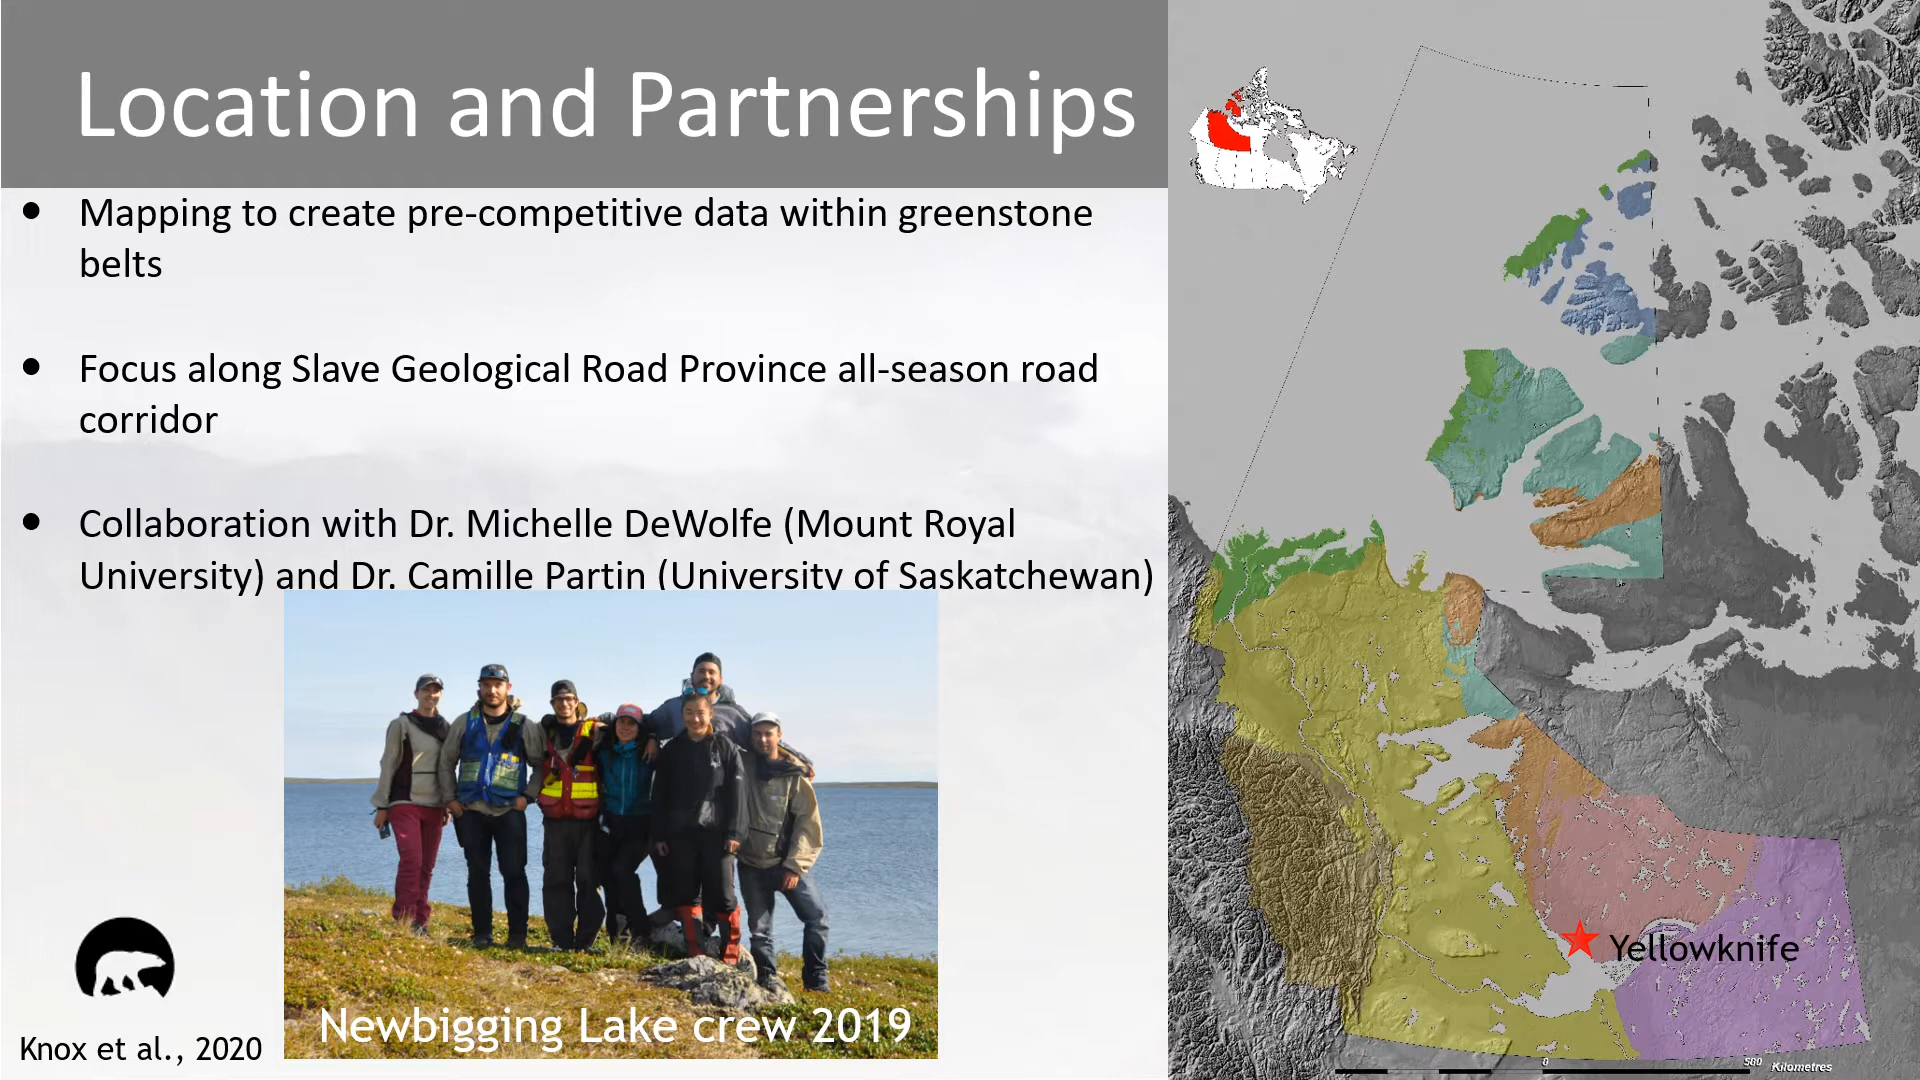 Location and Partnerships
● Mapping to create pre-competitive data within greenstone
belts
● Focus along Slave Geological Road Province all-season road
corridor
● Collaboration with Dr. Michelle DeWolfe (Mount Royal
University) and Dr. Camille Partin (University of Saskatchewan)
Newbigging Lake crew 2019
Knox et al., 2020
Yellowknife
0 500 Kilometres